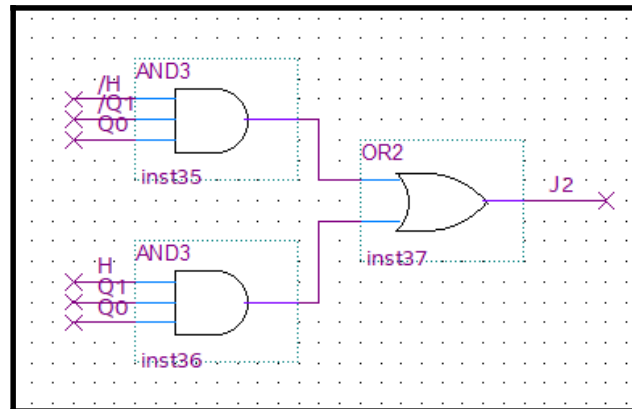 AND3
/H
/Q1
Q0
inst35
OR2
J2
inst37
AND3
H
Q1
Q0
inst36